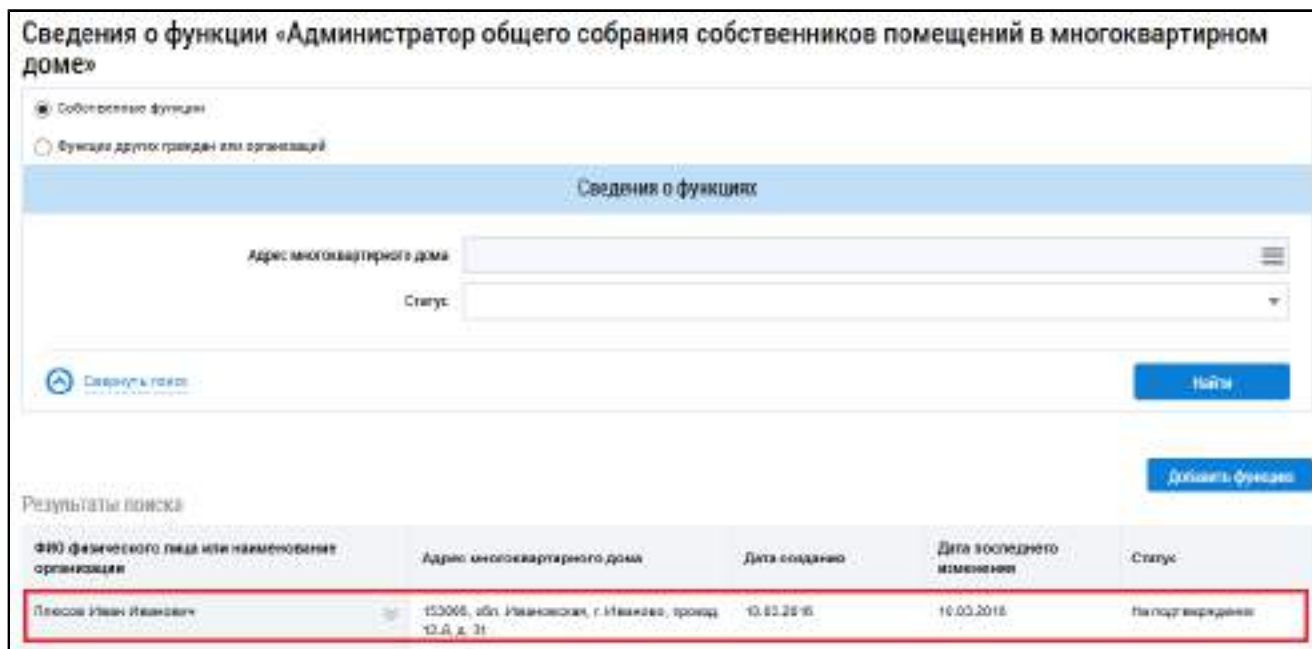 Сведения о функции «Администратор общего собрания собственников помещений в многоквартирном
доме»
Собственные функции
Функции других граждан или организаций
Сведения о функциях
Адрес многоквартирного дома
Статус
Свернуть поиск
Найти
Добавить функцию
Результаты поиска
ФИО физического лица или наименование
организации
Адрес многоквартирного дома
Дата создания
Дата последнего
изменения
Статус
Иван Иванович
обл. Ивановская, г. Иваново, проезд
10.03.2016
10.03.2016
На подтверждении